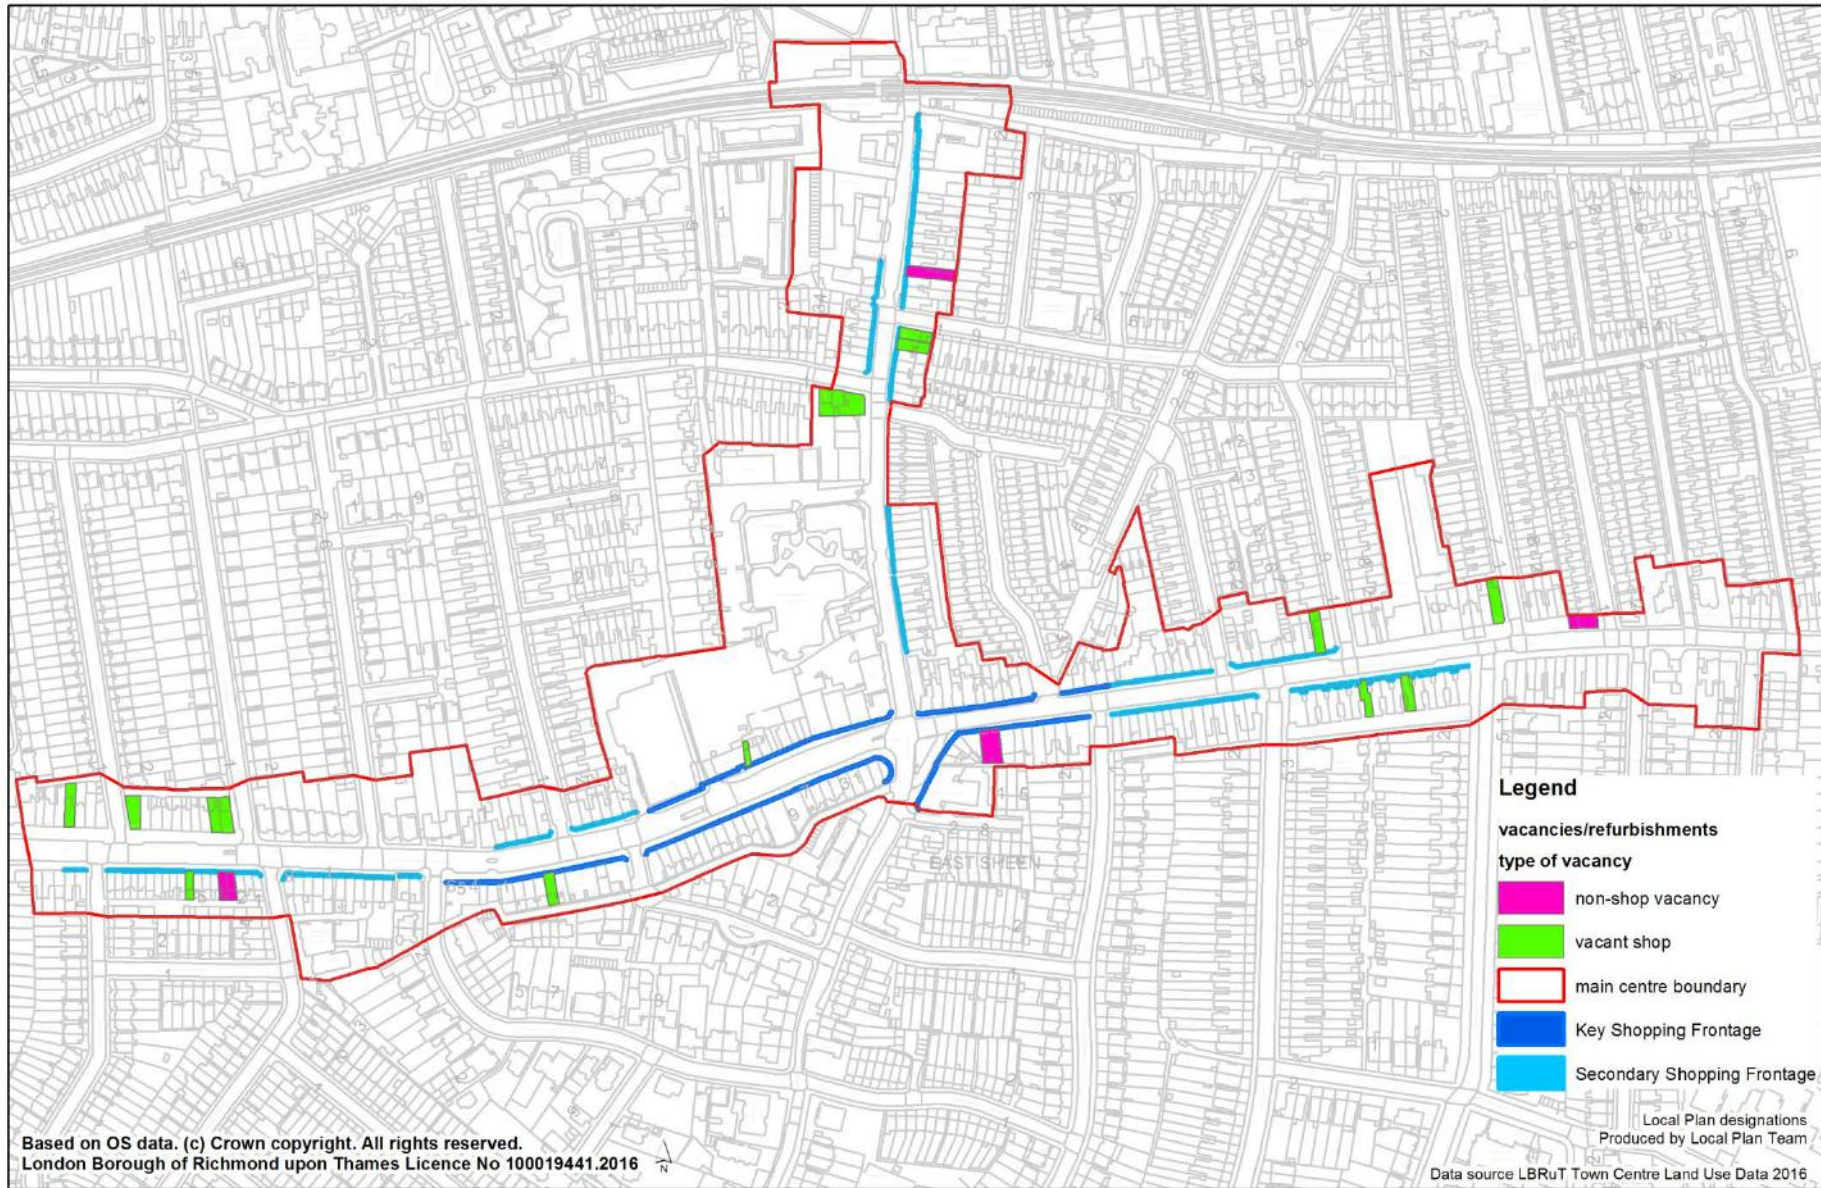 EAST SHEEN
Legend
vacancies/refurbishments
type of vacancy
non-shop vacancy
vacant shop
main centre boundary
Key Shopping Frontage
Secondary Shopping Frontage
Local Plan designations
Produced by Local Plan Team
Based on OS data. (c) Crown copyright. All rights reserved.
London Borough of Richmond upon Thames Licence No 100019441.2016
N
Data source LBRuT Town Centre Land Use Data 2016